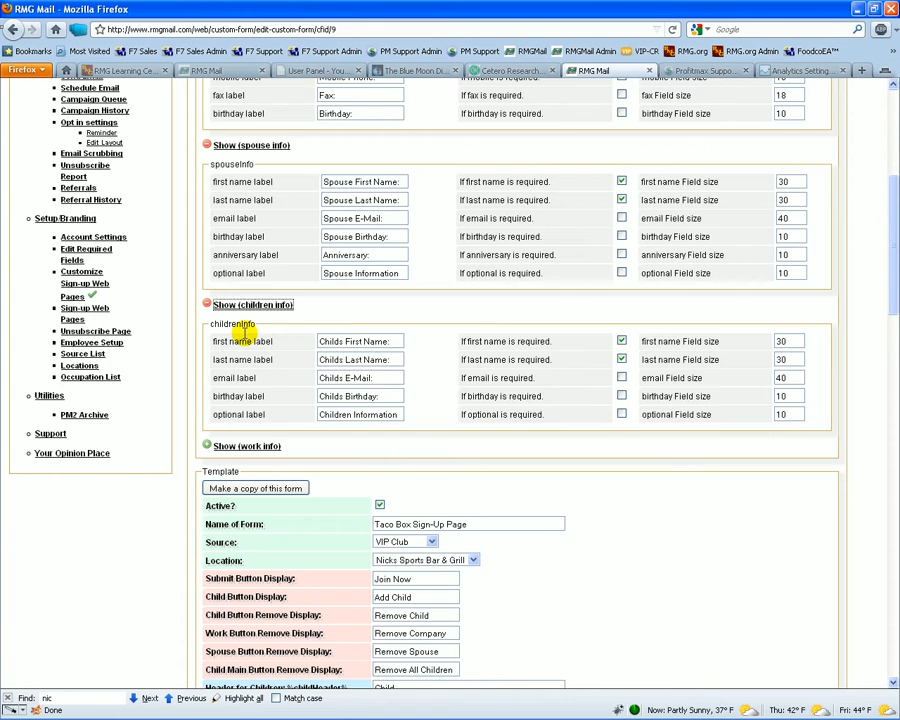 RMG Mail - Mozilla Firefox
http://www.rmgmail.com/web/custom-form/edit-custom-form/cfid/9
Google
Bookmarks Most Visited F7 Sales F7 Sales Admin F7 Support F7 Support Admin PM Support Admin PM Support RMGMail RMGMail Admin VIP-CR RMG.org RMG.org Admin FoodcoEA™
Firefox RMG Learning Ce... RMG Mail User Panel - You... The Blue Moon Di... Cetero Research... RMG Mail Profitmax Suppo... Analytics Setting...
fax label Fax: If fax is required. fax Field size 18
birthday label Birthday: If birthday is required. birthday Field size 10
Show (spouse info)
spouseInfo
first name label Spouse First Name: If first name is required. first name Field size 30
last name label Spouse Last Name: If last name is required. last name Field size 30
email label Spouse E-Mail: If email is required. email Field size 40
birthday label Spouse Birthday: If birthday is required. birthday Field size 10
anniversary label Anniversary: If anniversary is required. anniversary Field size 10
optional label Spouse Information If optional is required. optional Field size 10
Show (children info)
childrenInfo
first name label Childs First Name: If first name is required. first name Field size 30
last name label Childs Last Name: If last name is required. last name Field size 30
email label Childs E-Mail: If email is required. email Field size 40
birthday label Childs Birthday: If birthday is required. birthday Field size 10
optional label Children Information If optional is required. optional Field size 10
Show (work info)
Template
Make a copy of this form
Active?
Name of Form: Taco Box Sign-Up Page
Source: VIP Club
Location: Nicks Sports Bar & Grill
Submit Button Display: Join Now
Child Button Display: Add Child
Child Button Remove Display: Remove Child
Work Button Remove Display: Remove Company
Spouse Button Remove Display: Remove Spouse
Child Main Button Remove Display: Remove All Children
Header for Children: %childHeader% Child
Schedule Email
Campaign Queue
Campaign History
Opt in settings
Reminder
Edit Layout
Email Scrubbing
Unsubscribe
Report
Referrals
Referral History
Setup/Branding
Account Settings
Edit Required
Fields
Customize
Sign-up Web
Pages
Sign-up Web
Pages
Unsubscribe Page
Employee Setup
Source List
Locations
Occupation List
Utilities
PM2 Archive
Support
Your Opinion Place
Find: nic Next Previous Highlight all Match case
Done Now: Partly Sunny, 37° F Thu: 42° F Fri: 44° F